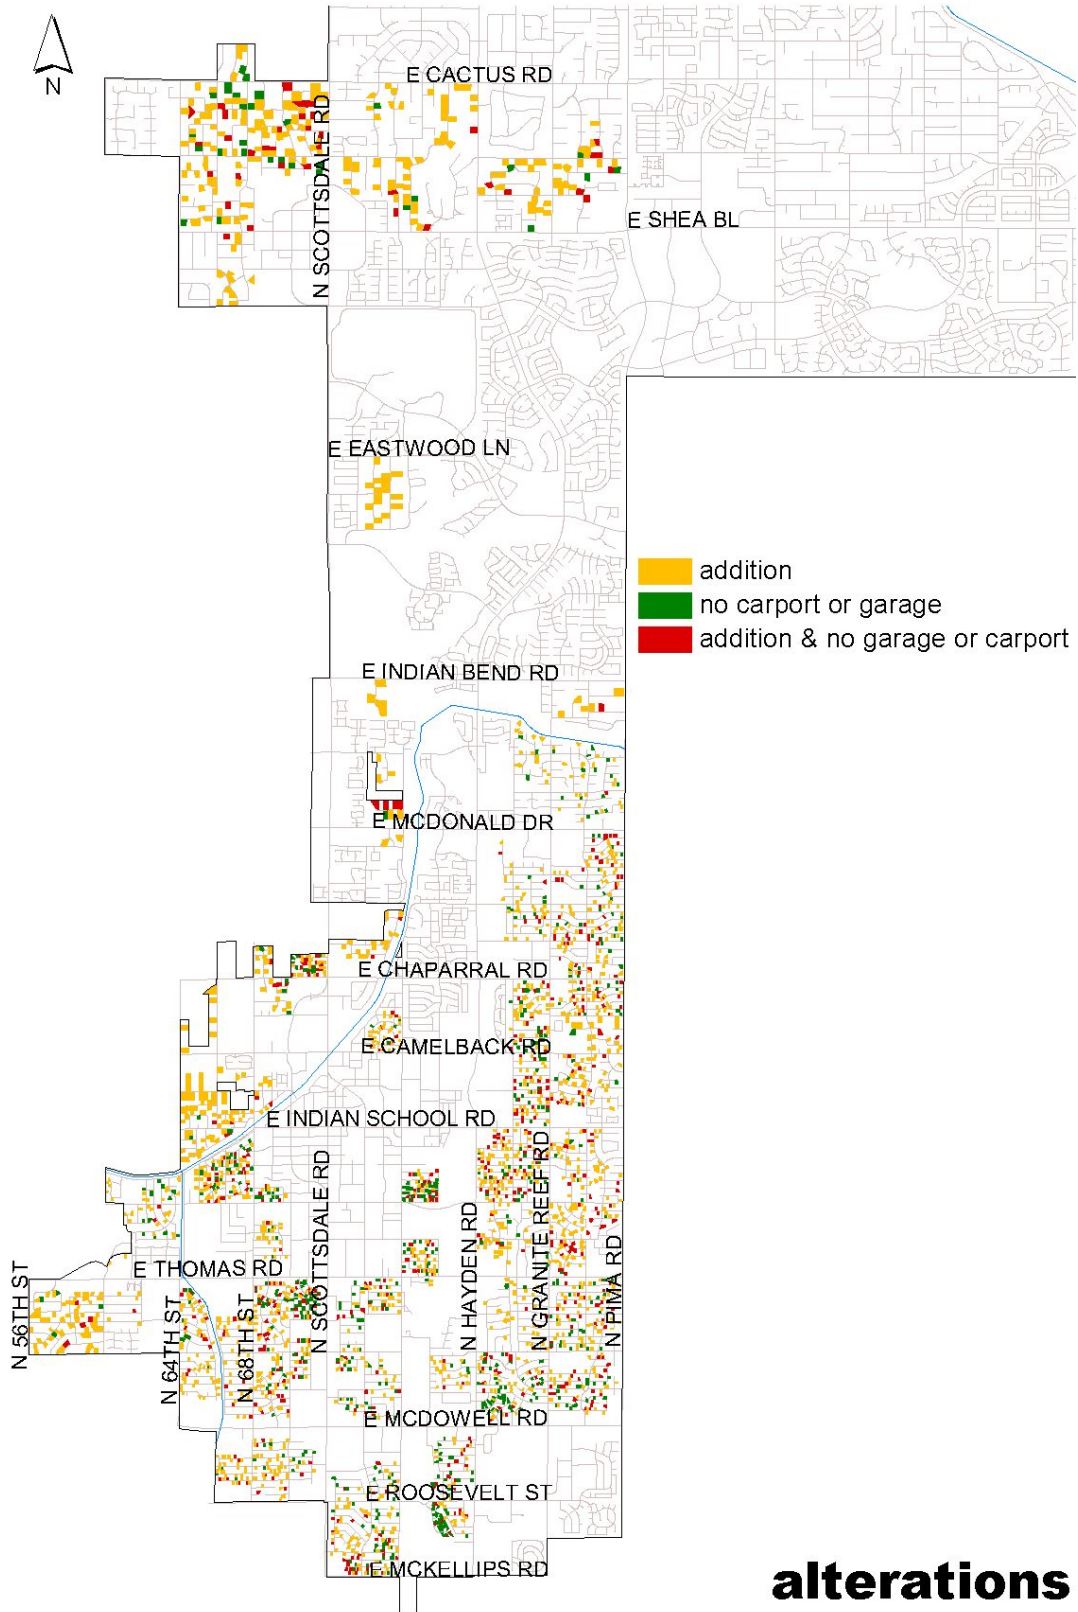 E CACTUS RD
N
N SCOTTSDALE RD
E SHEA BL
E EASTWOOD LN
addition
no carport or garage
addition & no garage or carport
E INDIAN BEND RD
E MCDONALD DR
E CHAPARRAL RD
E CAMELBACK RD
E INDIAN SCHOOL RD
N SCOTTSDALE RD
N HAYDEN RD
N GRANITE REEF RD
N PIMA RD
E THOMAS RD
N 56TH ST
N 64TH ST
N 68TH ST
E MCDOWELL RD
E ROOSEVELT ST
E MCKELLIPS RD
alterations